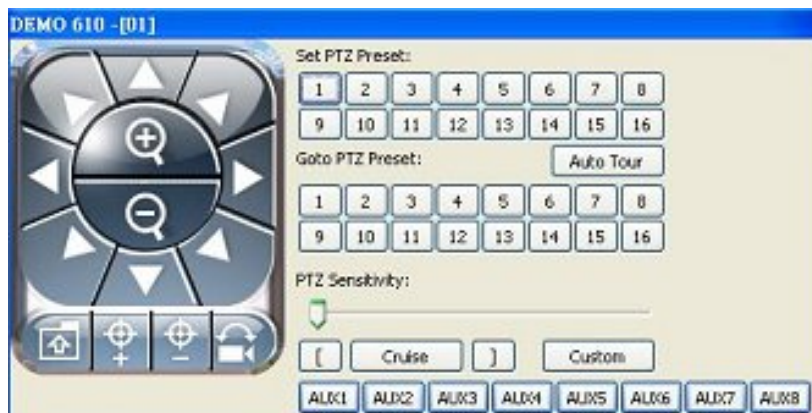 DEMO 610 -[01]
Set PTZ Preset:
1 2 3 4 5 6 7 8
9 10 11 12 13 14 15 16
Goto PTZ Preset:
Auto Tour
1 2 3 4 5 6 7 8
9 10 11 12 13 14 15 16
PTZ Sensitivity:
[ Cruise ] Custom
AUX1 AUX2 AUX3 AUX4 AUX5 AUX6 AUX7 AUX8